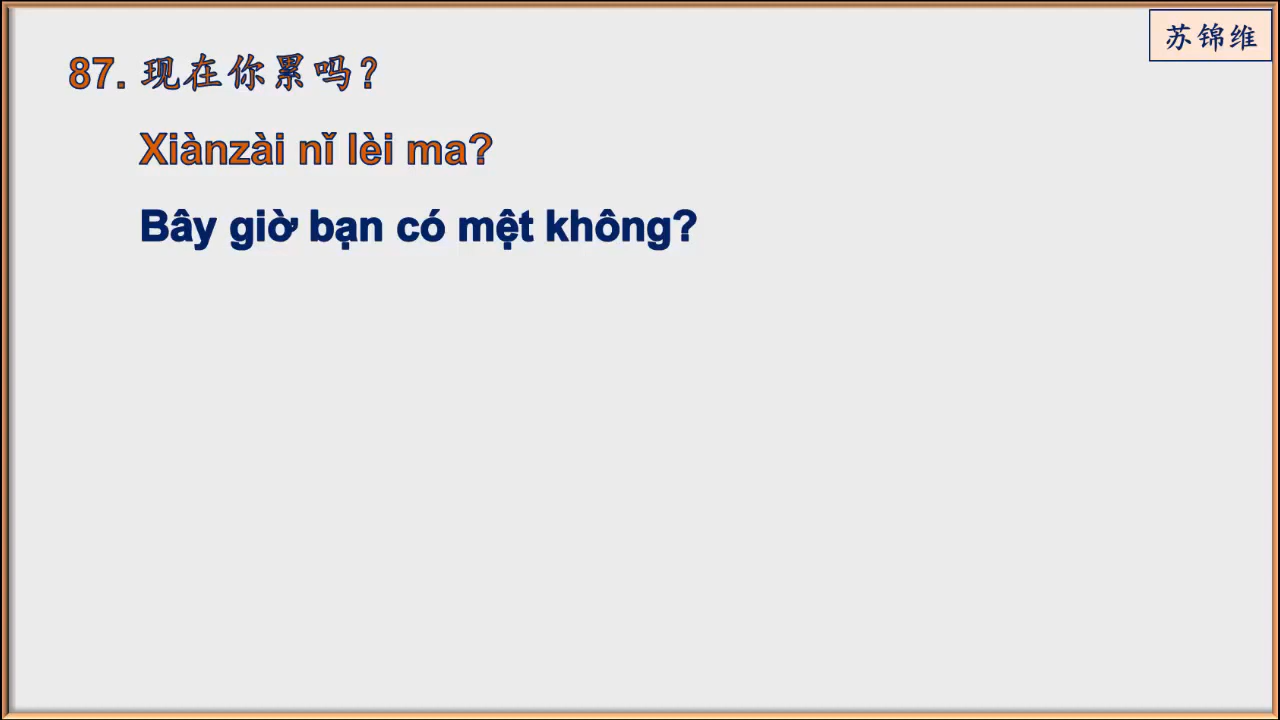 苏锦维
87. 现在你累吗？
Xiànzài nǐ lèi ma?
Bây giờ bạn có mệt không?